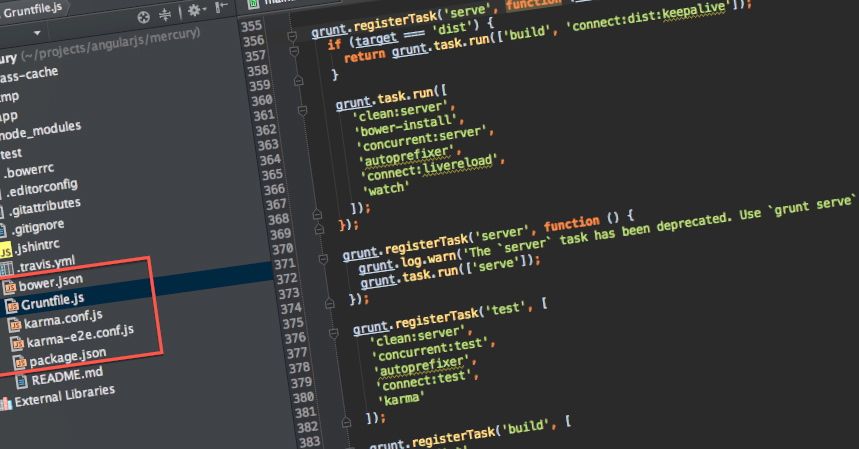 Gruntfile.js
(~/projects/angularjs/mercury)
app
node_modules
test
.bowerrc
.editorconfig
.gitattributes
.gitignore
.jshintrc
.travis.yml
bower.json
Gruntfile.js
karma.conf.js
karma-e2e.conf.js
package.json
README.md
External Libraries
355 grunt.registerTask('serve', function
356 if (target === 'dist') {
357 return grunt.task.run(['build', 'connect:dist:keepalive']);
358 }
359
360 grunt.task.run([
361 'clean:server',
362 'bower-install',
363 'concurrent:server',
364 'autoprefixer',
365 'connect:livereload',
366 'watch'
367 ]);
368 });
369
370 grunt.registerTask('server', function () {
371 grunt.log.warn('The `server` task has been deprecated. Use `grunt serve`
372 grunt.task.run(['serve']);
373 });
374
375 grunt.registerTask('test', [
376 'clean:server',
377 'concurrent:test',
378 'autoprefixer',
379 'connect:test',
380 'karma'
381 ]);
382
383 grunt.registerTask('build', [